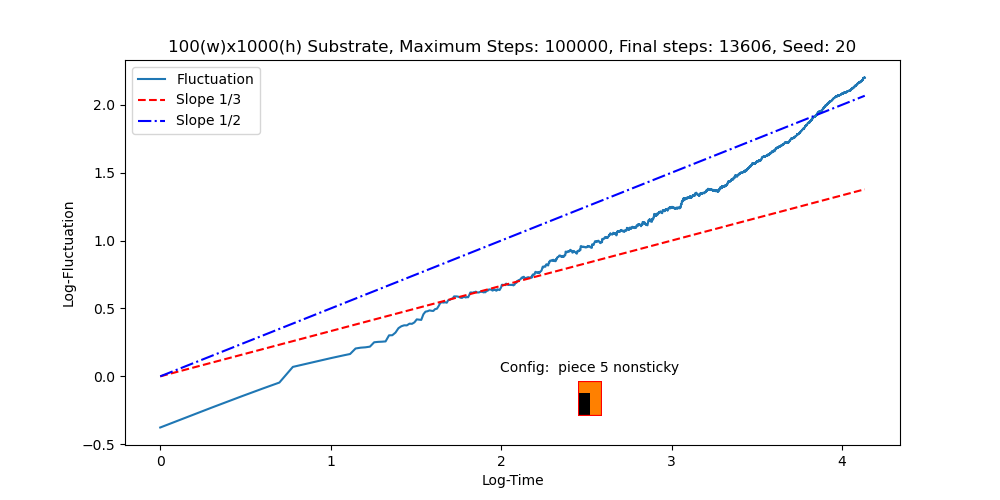 100(w)x1000(h) Substrate, Maximum Steps: 100000, Final steps: 13606, Seed: 20
Fluctuation
Slope 1/3
Slope 1/2
Log-Fluctuation
2.0
1.5
1.0
0.5
0.0
−0.5
Config:  piece 5 nonsticky
0 1 2 3 4
Log-Time